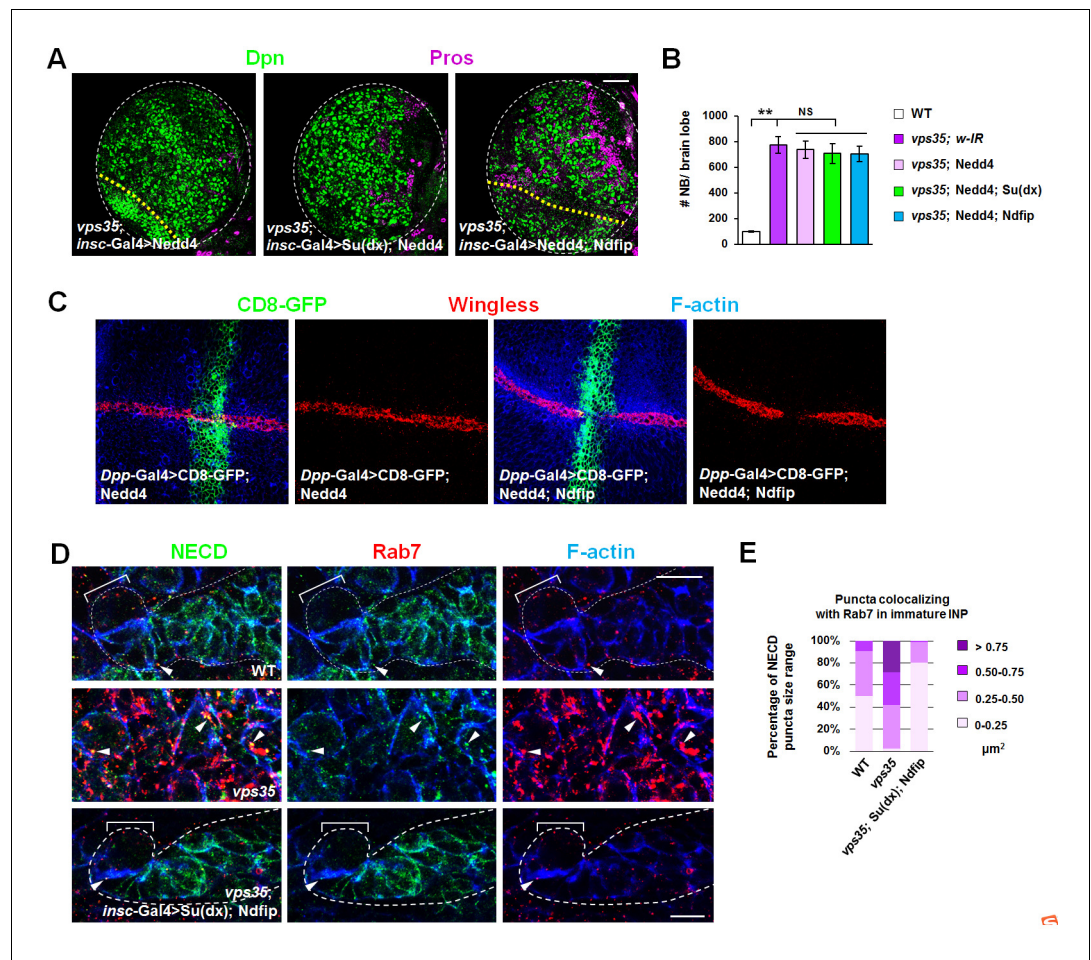 A
Dpn
Pros
vps35;
insc-Gal4>Nedd4
vps35;
insc-Gal4>Su(dx); Nedd4
vps35;
insc-Gal4>Nedd4; Ndfip
B
# NB/ brain lobe
1000
800
600
400
200
0
**
NS
WT
vps35; w-IR
vps35; Nedd4
vps35; Nedd4; Su(dx)
vps35; Nedd4; Ndfip
C
CD8-GFP
Wingless
F-actin
Dpp-Gal4>CD8-GFP;
Nedd4
Dpp-Gal4>CD8-GFP;
Nedd4
Dpp-Gal4>CD8-GFP;
Nedd4; Ndfip
Dpp-Gal4>CD8-GFP;
Nedd4; Ndfip
D
NECD
Rab7
F-actin
WT
vps35
vps35;
insc-Gal4>Su(dx); Ndfip
E
Puncta colocalizing
with Rab7 in immature INP
Percentage of NECD
puncta size range
100%
80%
60%
40%
20%
0%
WT
vps35
vps35; Su(dx); Ndfip
> 0.75
0.50-0.75
0.25-0.50
0-0.25
µm2